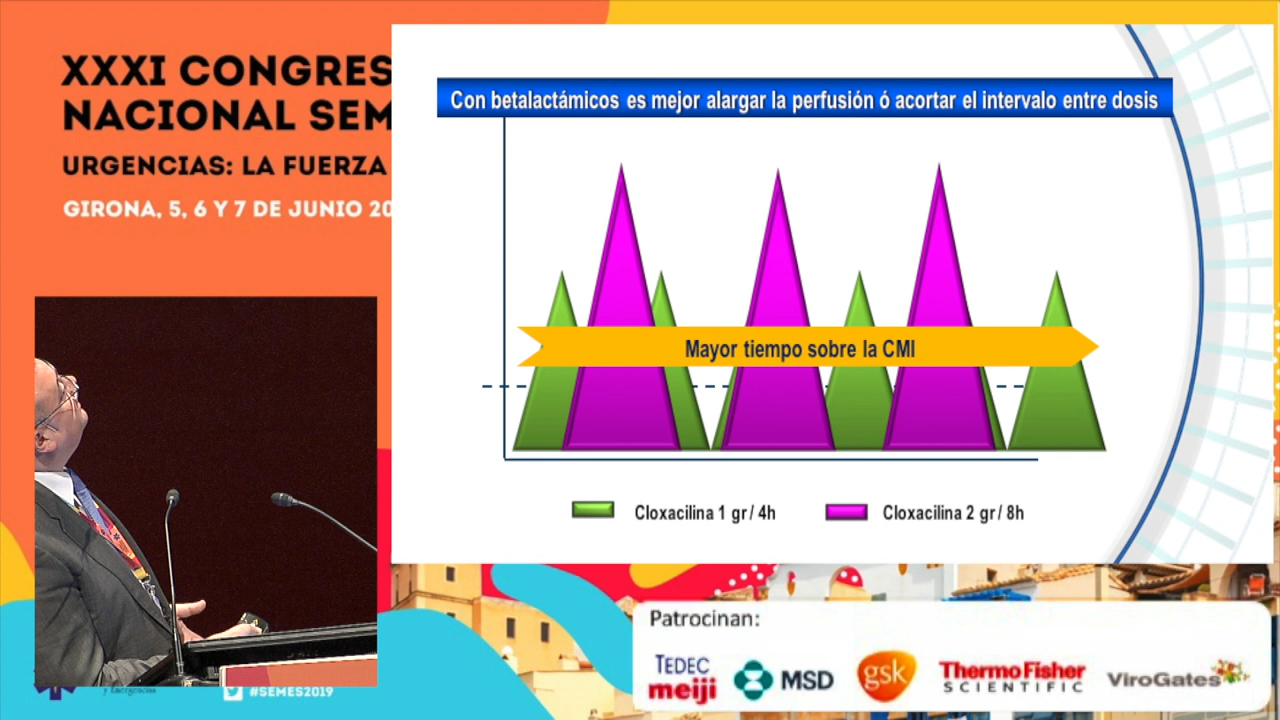 XXXI CONGRES
NACIONAL SEM
URGENCIAS: LA FUERZA
GIRONA, 5, 6 Y 7 DE JUNIO 20
Con betalactámicos es mejor alargar la perfusión ó acortar el intervalo entre dosis
Mayor tiempo sobre la CMI
Cloxacilina 1 gr / 4h
Cloxacilina 2 gr / 8h
Patrocinan:
TEDEC
meiji
MSD
gsk
ThermoFisher
SCIENTIFIC
ViroGates
y Emergencias
#SEMES2019